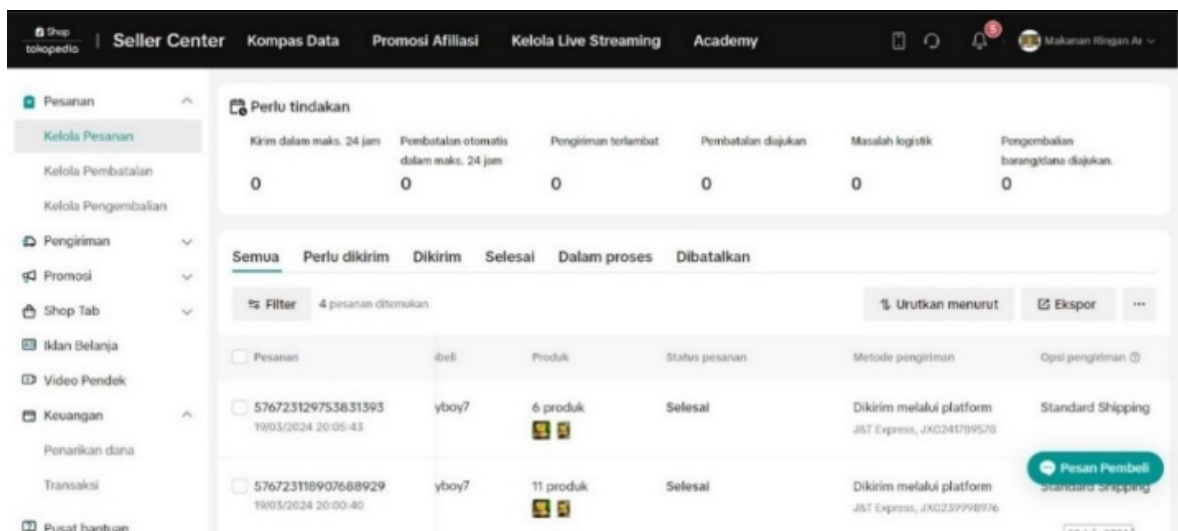 Shop
tokopedia | Seller Center Kompas Data Promosi Afiliasi Kelola Live Streaming Academy 5 Makanan Ringan Ar
Pesanan
Kelola Pesanan
Kelola Pembatalan
Kelola Pengembalian
Pengiriman
Promosi
Shop Tab
Iklan Belanja
Video Pendek
Keuangan
Penarikan dana
Transaksi
Pusat bantuan
Perlu tindakan
Kirim dalam maks. 24 jam
0
Pembatalan otomatis
dalam maks. 24 jam
0
Pengiriman terlambat
0
Pembatalan diajukan
0
Masalah logistik
0
Pengembalian
barang/dana diajukan.
0
Semua Perlu dikirim Dikirim Selesai Dalam proses Dibatalkan
Filter 4 pesanan ditemukan Urutkan menurut Ekspor ...
Pesanan beli Produk Status pesanan Metode pengiriman Opsi pengiriman
576723129753831393 yboy7 6 produk Selesai Dikirim melalui platform Standard Shipping
19/03/2024 20:05:43 J&T Express, JX0241789578
Pesan Pembeli
576723118907688929 yboy7 11 produk Selesai Dikirim melalui platform Standard Shipping
19/03/2024 20:00:40 J&T Express, JX0239998976